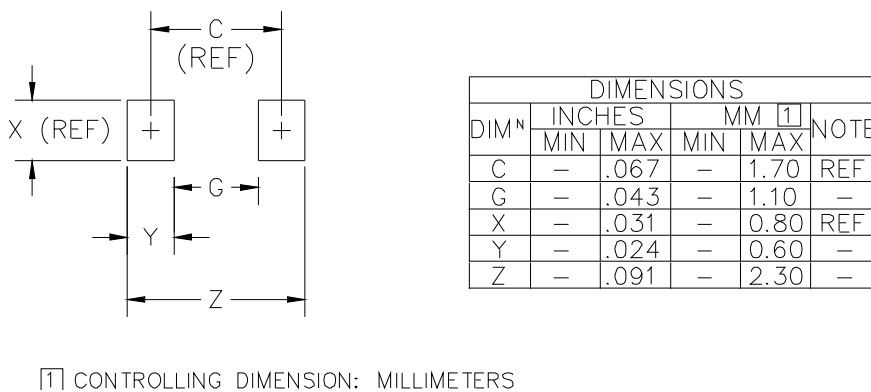 C
(REF)
X (REF)
G
Y
Z
DIMENSIONS
DIMᴺ INCHES MM 1 NOTE
MIN MAX MIN MAX
C – .067 – 1.70 REF
G – .043 – 1.10 –
X – .031 – 0.80 REF
Y – .024 – 0.60 –
Z – .091 – 2.30 –
1 CONTROLLING DIMENSION: MILLIMETERS